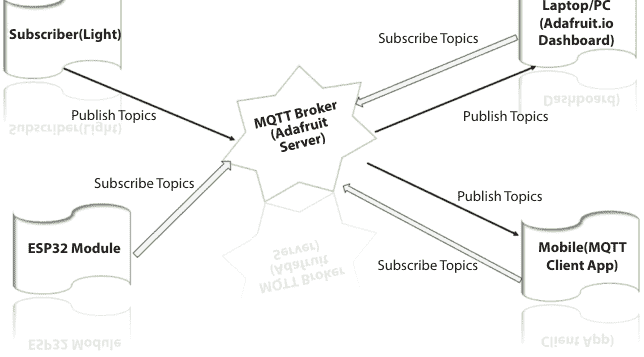 Laptop/PC
(Adafruit.io
Dashboard)
Subscriber(Light)
Subscribe Topics
Publish Topics
MQTT Broker
(Adafruit
Server)
Publish Topics
Subscribe Topics
Publish Topics
ESP32 Module
Mobile(MQTT
Client App)
Subscribe Topics